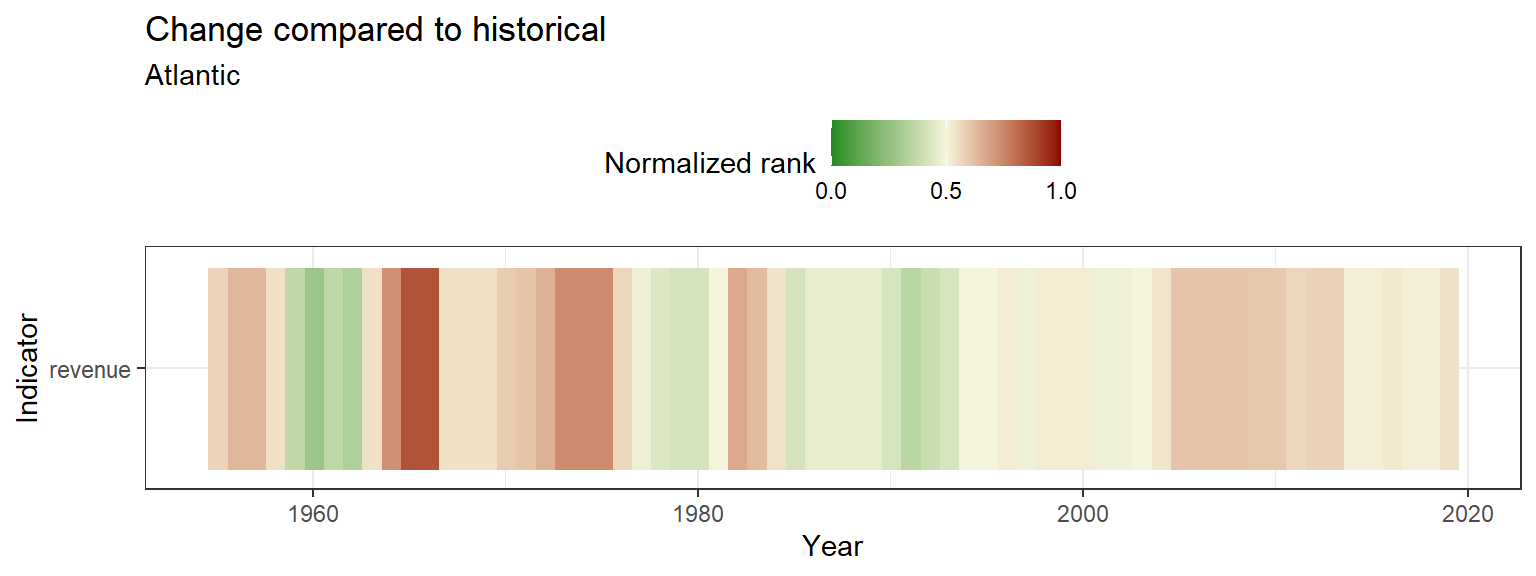 Change compared to historical
Atlantic
Normalized rank
0.0 0.5 1.0
Indicator
revenue
1960 1980 2000 2020
Year